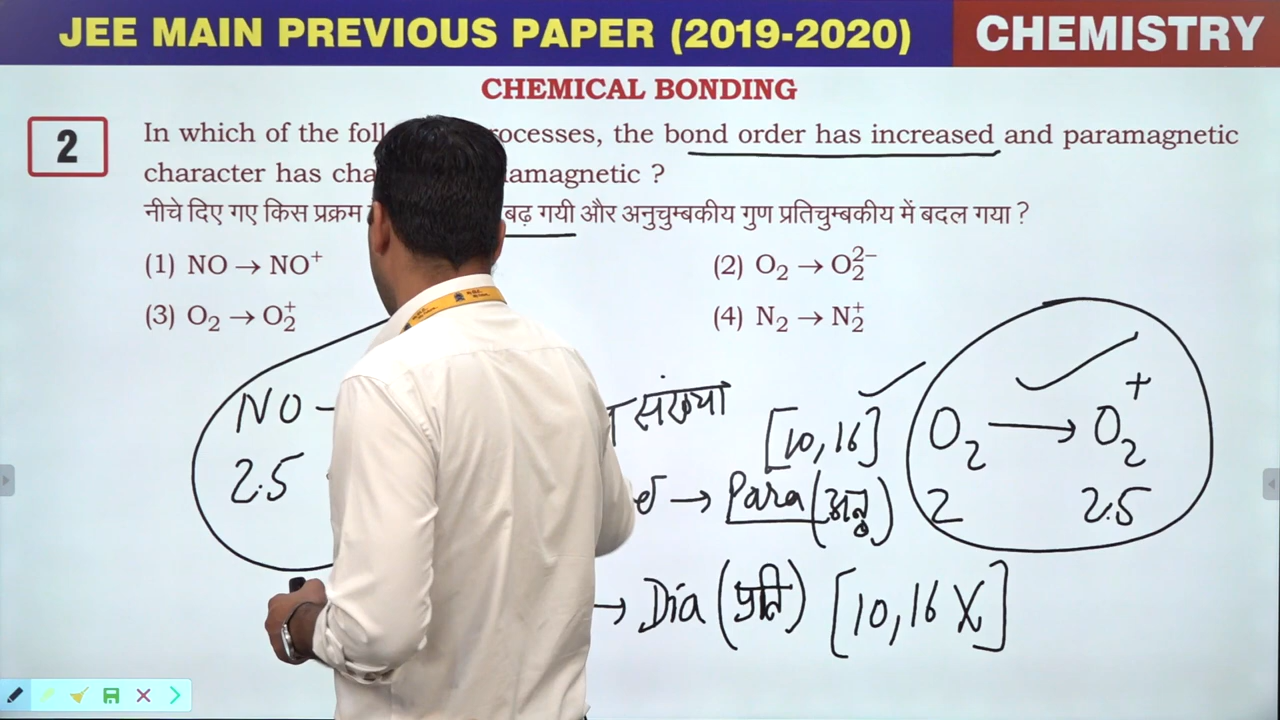 JEE MAIN PREVIOUS PAPER (2019-2020) CHEMISTRY
CHEMICAL BONDING
2
In which of the foll rocesses, the bond order has increased and paramagnetic
character has cha iamagnetic ?
नीचे दिए गए किस प्रक्रम बढ़ गयी और अनुचुम्बकीय गुण प्रतिचुम्बकीय में बदल गया ?
(1) NO → NO⁺ (2) O₂ → O₂²⁻
(3) O₂ → O₂⁺ (4) N₂ → N₂⁺
NO
2.5
संख्या [10,16]
→ Para (अनु)
→ Dia (प्रति) [10,16 X]
O₂ → O₂⁺
2 2.5